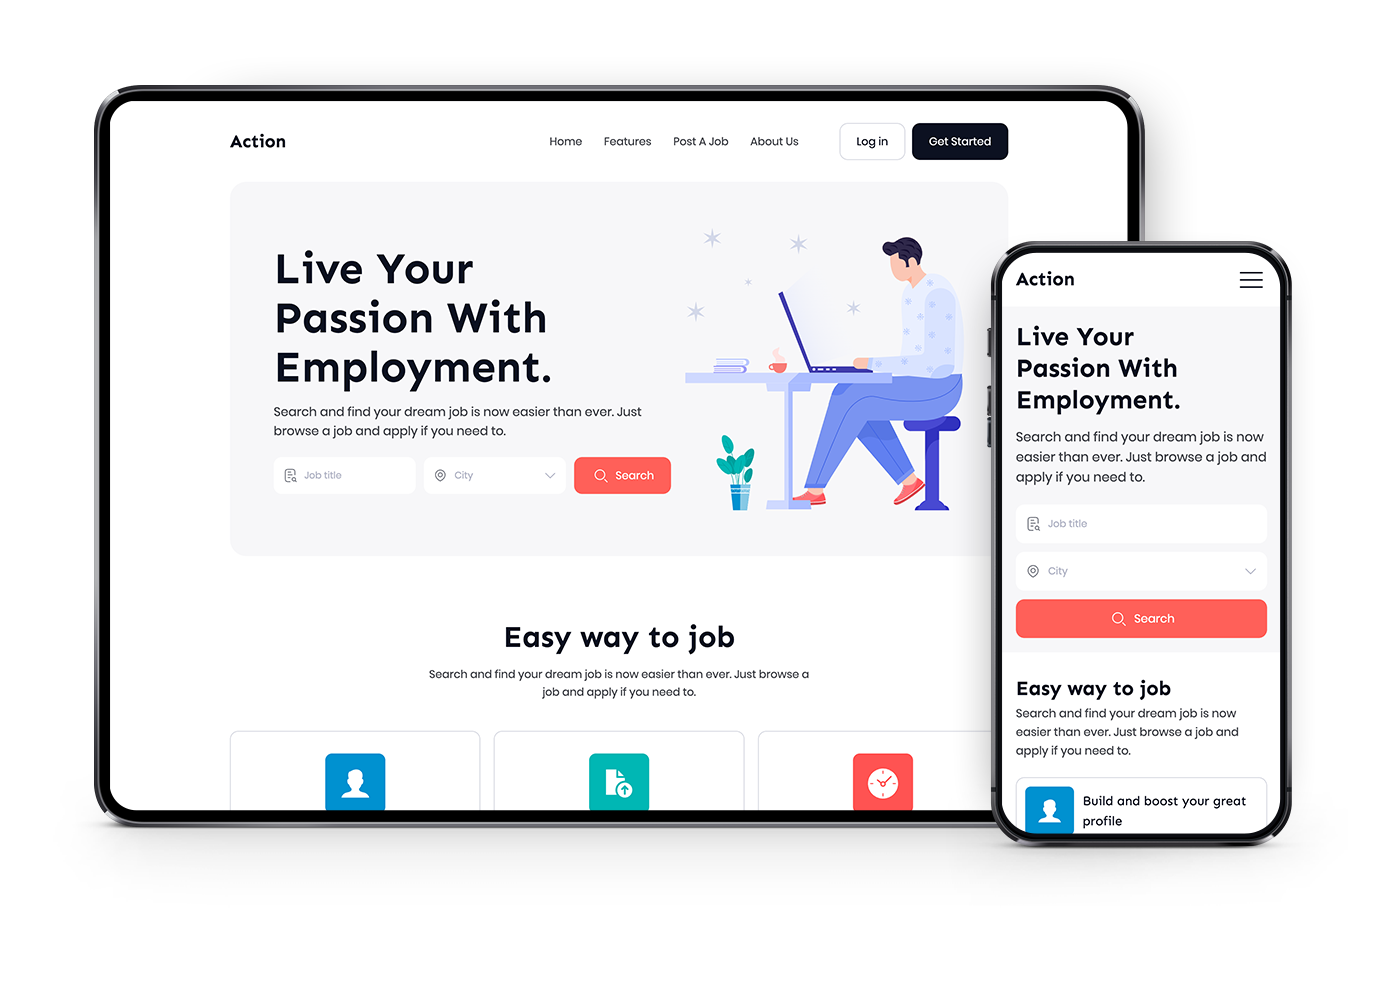 Action
Home Features Post A Job About Us Log in Get Started
Live Your
Passion With
Employment.
Search and find your dream job is now easier than ever. Just
browse a job and apply if you need to.
Job title City Search
Easy way to job
Search and find your dream job is now easier than ever. Just browse a
job and apply if you need to.
Action
Live Your
Passion With
Employment.
Search and find your dream job is now
easier than ever. Just browse a job and
apply if you need to.
Job title
City
Search
Easy way to job
Search and find your dream job is now
easier than ever. Just browse a job and
apply if you need to.
Build and boost your great
profile